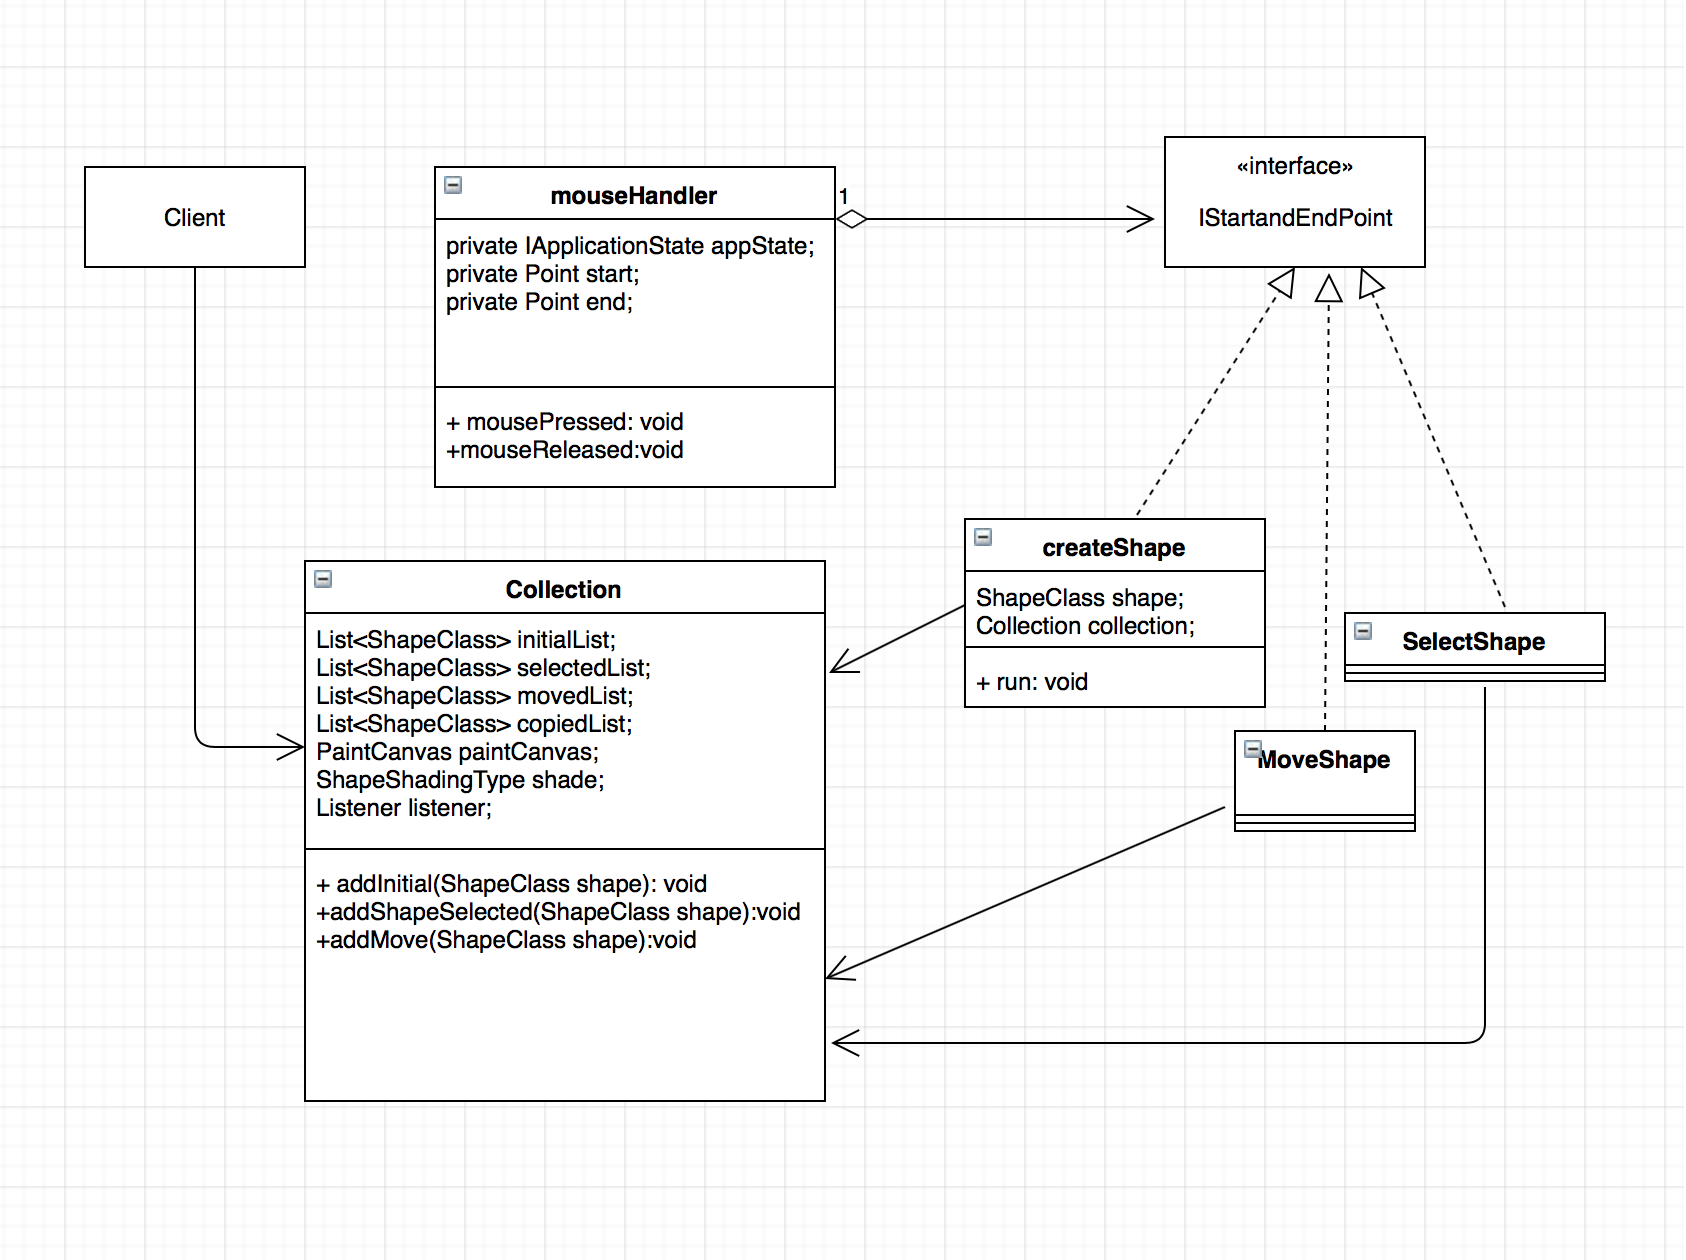 Client
mouseHandler
private IApplicationState appState;
private Point start;
private Point end;
+ mousePressed: void
+mouseReleased:void
1
«interface»
IStartandEndPoint
createShape
ShapeClass shape;
Collection collection;
+ run: void
SelectShape
MoveShape
Collection
List<ShapeClass> initialList;
List<ShapeClass> selectedList;
List<ShapeClass> movedList;
List<ShapeClass> copiedList;
PaintCanvas paintCanvas;
ShapeShadingType shade;
Listener listener;
+ addInitial(ShapeClass shape): void
+addShapeSelected(ShapeClass shape):void
+addMove(ShapeClass shape):void